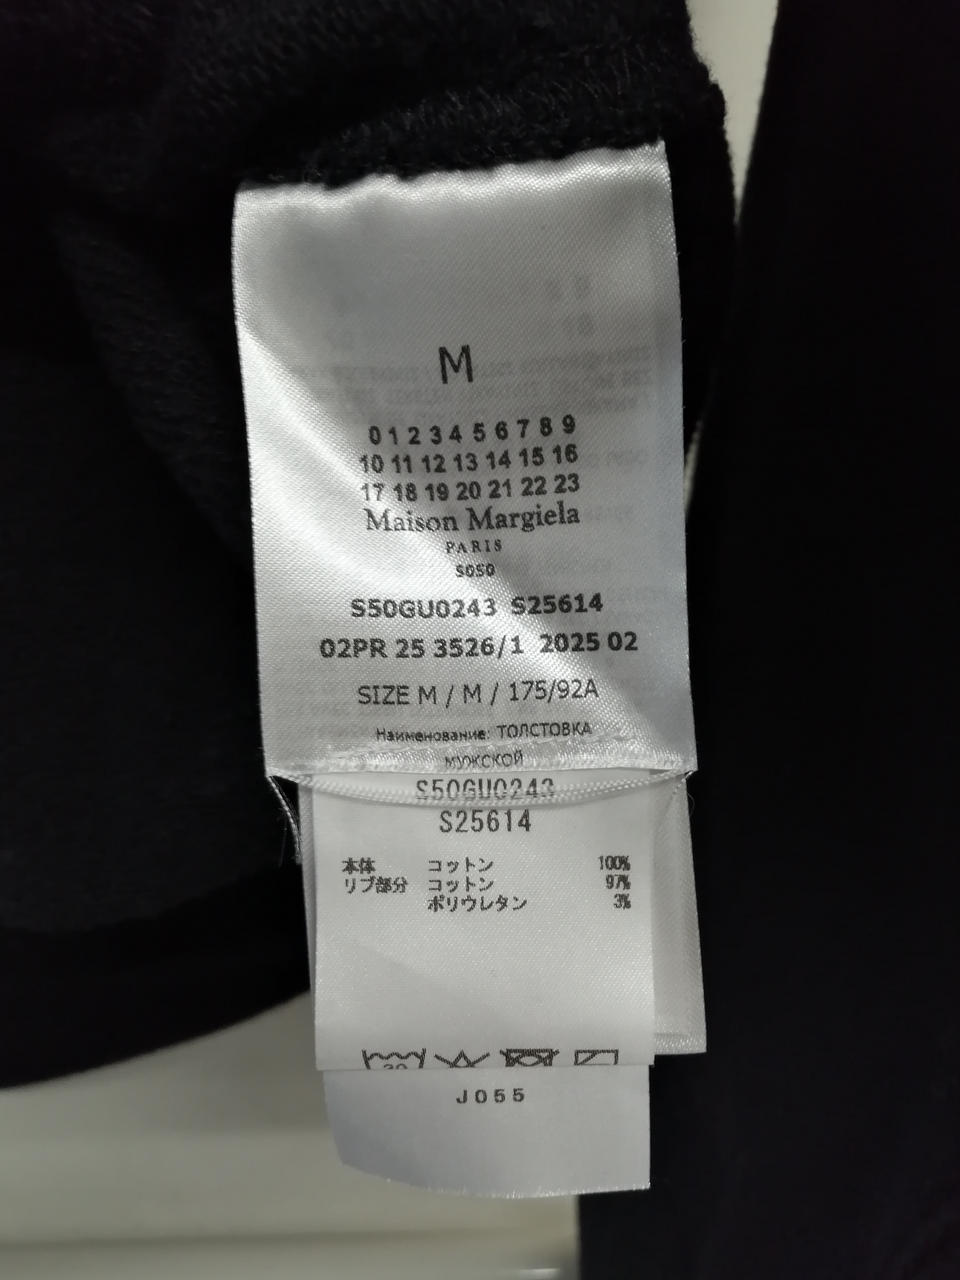 M
0 1 2 3 4 5 6 7 8 9
10 11 12 13 14 15 16
17 18 19 20 21 22 23
Maison Margiela
PARIS
S050
S50GU0243 S25614
02PR 25 3526/1 2025 02
SIZE M / M / 175/92A
Наименование: ТОЛСТОВКА
МУЖСКОЙ
S50GU0243
S25614
本体 コットン 100%
リブ部分 コットン 97%
ポリウレタン 3%
30
J055